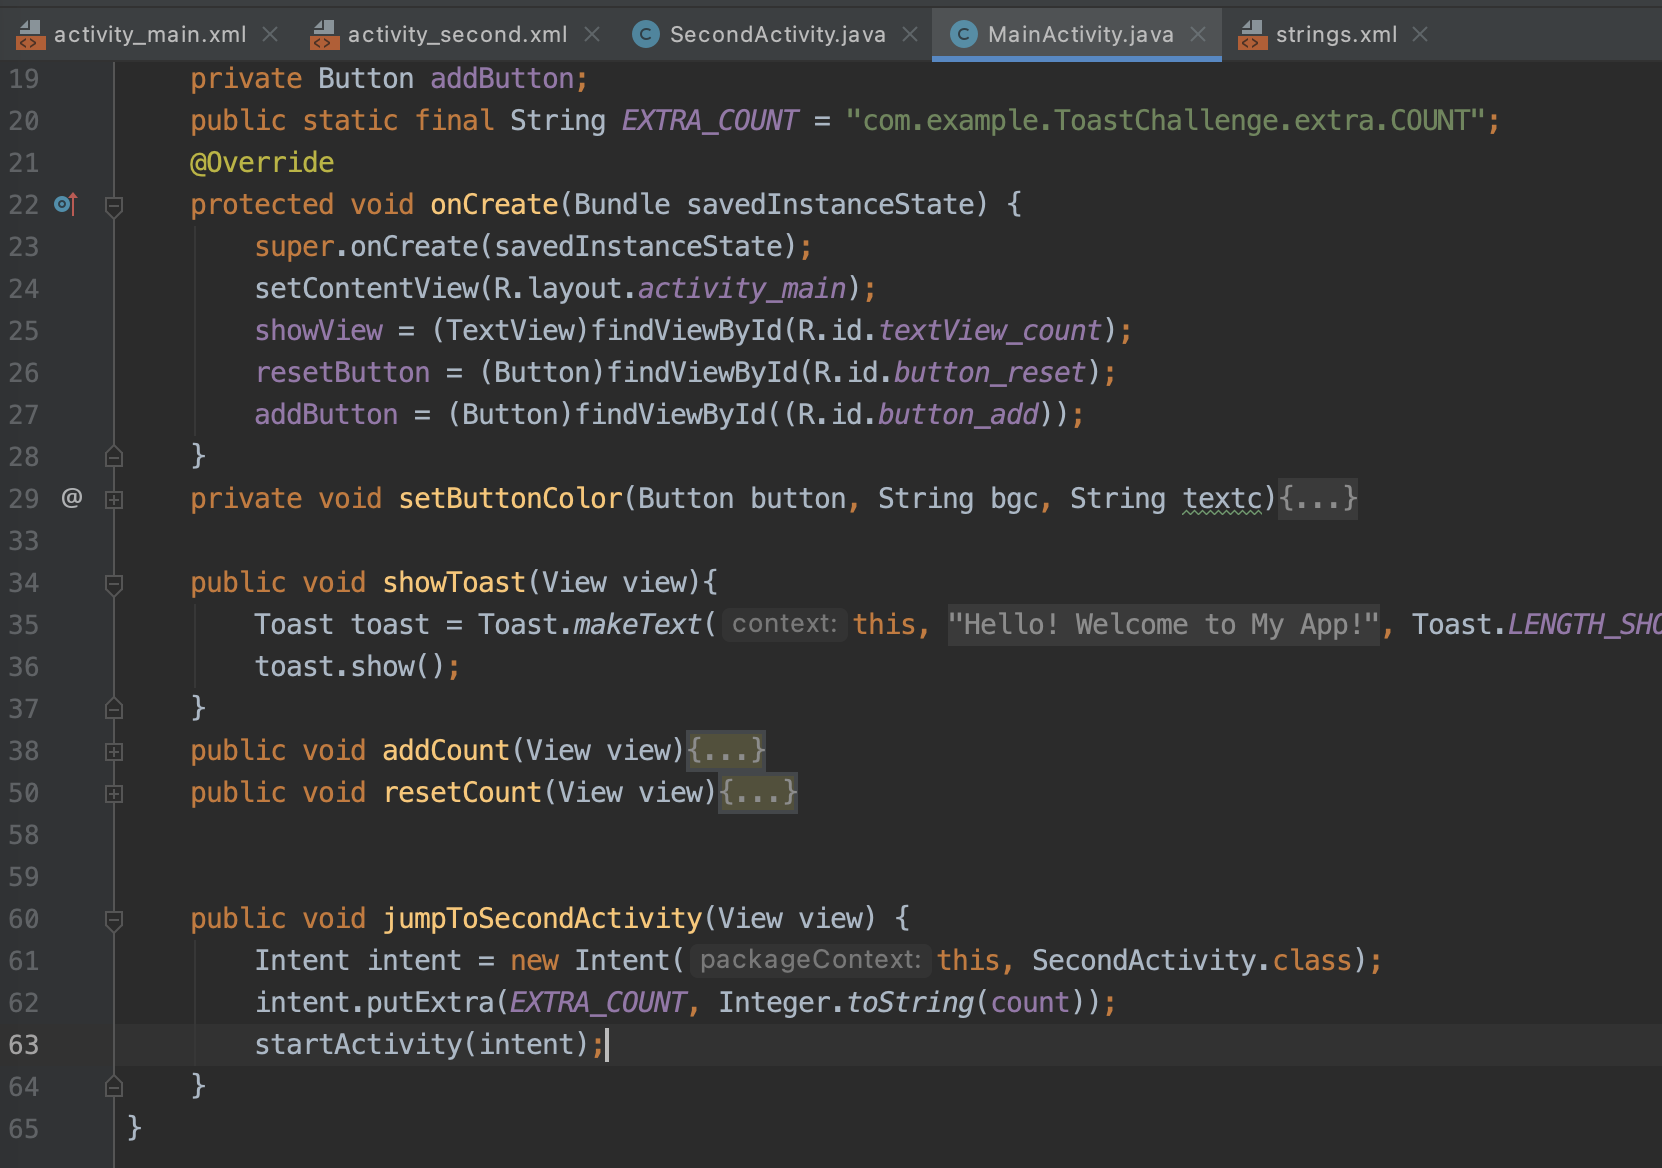 activity_main.xml activity_second.xml SecondActivity.java MainActivity.java strings.xml
19 private Button addButton;
20 public static final String EXTRA_COUNT = "com.example.ToastChallenge.extra.COUNT";
21 @Override
22 protected void onCreate(Bundle savedInstanceState) {
23 super.onCreate(savedInstanceState);
24 setContentView(R.layout.activity_main);
25 showView = (TextView)findViewById(R.id.textView_count);
26 resetButton = (Button)findViewById(R.id.button_reset);
27 addButton = (Button)findViewById((R.id.button_add));
28 }
29 @ private void setButtonColor(Button button, String bgc, String textc){...}
33
34 public void showToast(View view){
35 Toast toast = Toast.makeText( context: this, "Hello! Welcome to My App!", Toast.LENGTH_SHO
36 toast.show();
37 }
38 public void addCount(View view){...}
50 public void resetCount(View view){...}
58
59
60 public void jumpToSecondActivity(View view) {
61 Intent intent = new Intent( packageContext: this, SecondActivity.class);
62 intent.putExtra(EXTRA_COUNT, Integer.toString(count));
63 startActivity(intent);
64 }
65 }